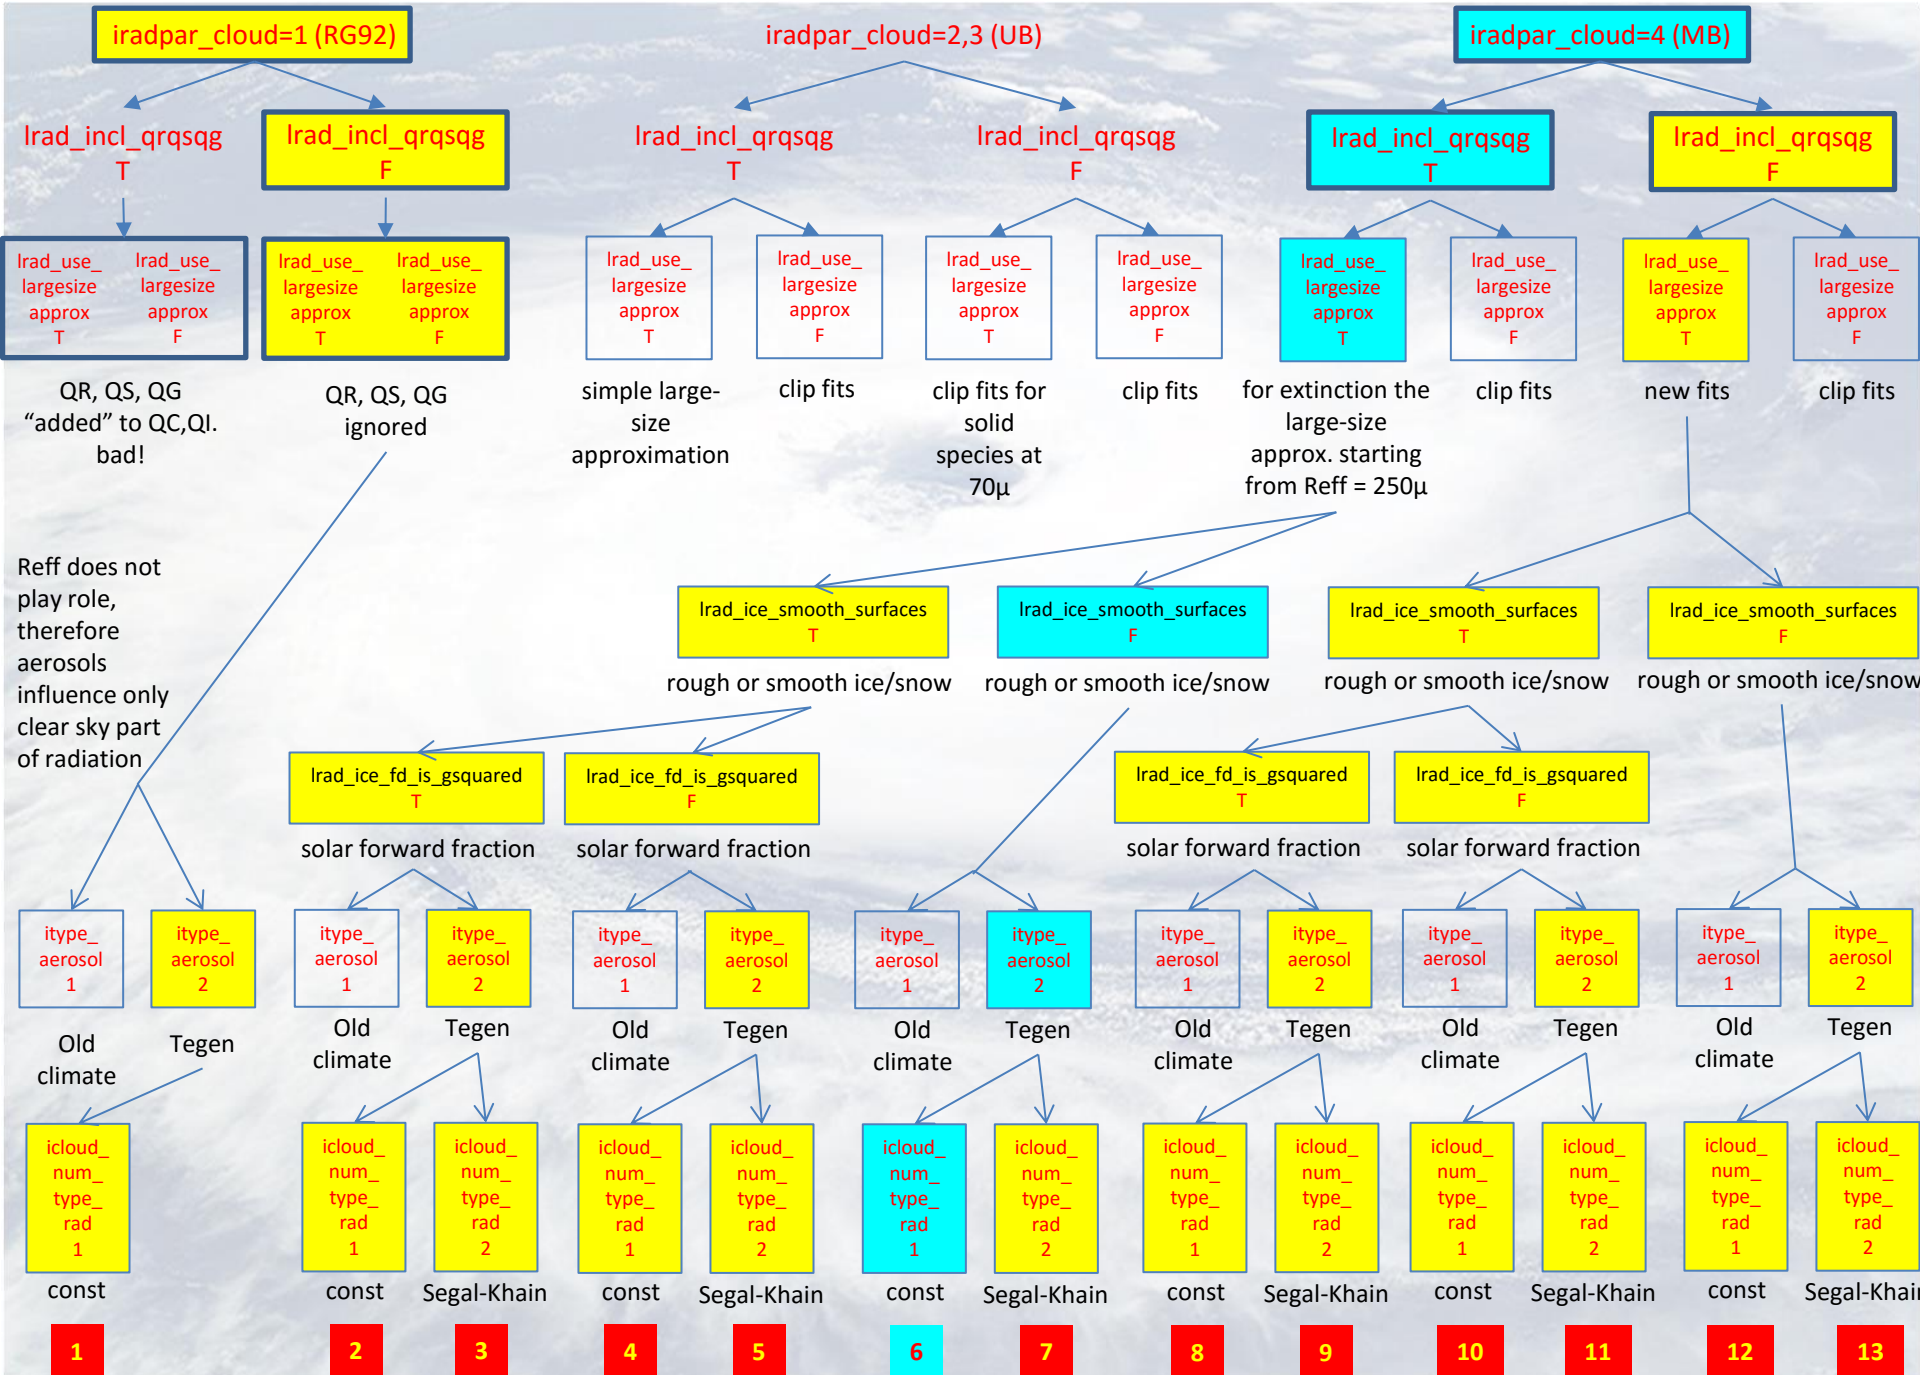 iradpar_cloud=1 (RG92)
iradpar_cloud=2,3 (UB)
iradpar_cloud=4 (MB)
lrad_incl_qrqsqg
T
lrad_incl_qrqsqg
F
lrad_incl_qrqsqg
T
lrad_incl_qrqsqg
F
lrad_incl_qrqsqg
T
lrad_incl_qrqsqg
F
lrad_use_
largesize
approx
T
lrad_use_
largesize
approx
F
lrad_use_
largesize
approx
T
lrad_use_
largesize
approx
F
lrad_use_
largesize
approx
T
lrad_use_
largesize
approx
F
lrad_use_
largesize
approx
T
lrad_use_
largesize
approx
F
lrad_use_
largesize
approx
T
lrad_use_
largesize
approx
F
lrad_use_
largesize
approx
T
lrad_use_
largesize
approx
F
QR, QS, QG
“added” to QC,QI.
bad!
QR, QS, QG
ignored
simple large-
size
approximation
clip fits
clip fits for
solid
species at
70μ
clip fits
for extinction the
large-size
approx. starting
from Reff = 250μ
clip fits
new fits
clip fits
Reff does not
play role,
therefore
aerosols
influence only
clear sky part
of radiation
lrad_ice_smooth_surfaces
T
lrad_ice_smooth_surfaces
F
lrad_ice_smooth_surfaces
T
lrad_ice_smooth_surfaces
F
rough or smooth ice/snow
rough or smooth ice/snow
rough or smooth ice/snow
rough or smooth ice/snow
lrad_ice_fd_is_gsquared
T
lrad_ice_fd_is_gsquared
F
lrad_ice_fd_is_gsquared
T
lrad_ice_fd_is_gsquared
F
solar forward fraction
solar forward fraction
solar forward fraction
solar forward fraction
itype_
aerosol
1
itype_
aerosol
2
itype_
aerosol
1
itype_
aerosol
2
itype_
aerosol
1
itype_
aerosol
2
itype_
aerosol
1
itype_
aerosol
2
itype_
aerosol
1
itype_
aerosol
2
itype_
aerosol
1
itype_
aerosol
2
itype_
aerosol
1
itype_
aerosol
2
Old
climate
Tegen
Old
climate
Tegen
Old
climate
Tegen
Old
climate
Tegen
Old
climate
Tegen
Old
climate
Tegen
Old
climate
Tegen
icloud_
num_
type_
rad
1
icloud_
num_
type_
rad
1
icloud_
num_
type_
rad
2
icloud_
num_
type_
rad
1
icloud_
num_
type_
rad
2
icloud_
num_
type_
rad
1
icloud_
num_
type_
rad
2
icloud_
num_
type_
rad
1
icloud_
num_
type_
rad
2
icloud_
num_
type_
rad
1
icloud_
num_
type_
rad
2
icloud_
num_
type_
rad
1
icloud_
num_
type_
rad
2
const
const
Segal-Khain
const
Segal-Khain
const
Segal-Khain
const
Segal-Khain
const
Segal-Khain
const
Segal-Khain
1
2
3
4
5
6
7
8
9
10
11
12
13